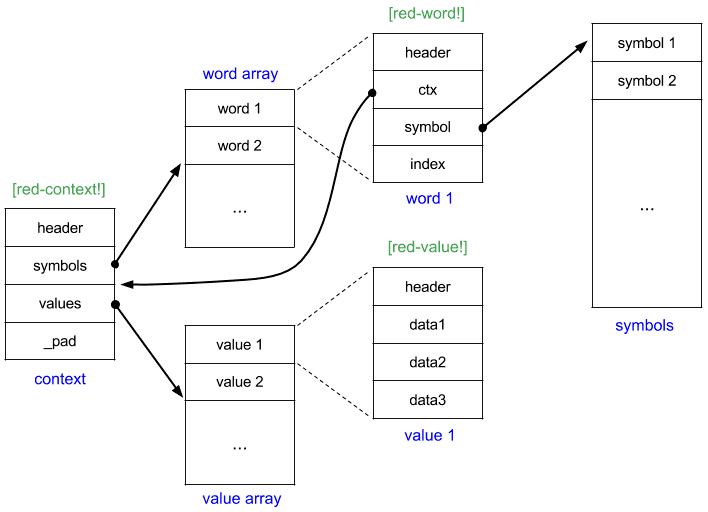 [red-context!]
header
symbols
values
_pad
context
word array
word 1
word 2
...
[red-word!]
header
ctx
symbol
index
word 1
symbol 1
symbol 2
...
symbols
value 1
value 2
...
value array
[red-value!]
header
data1
data2
data3
value 1